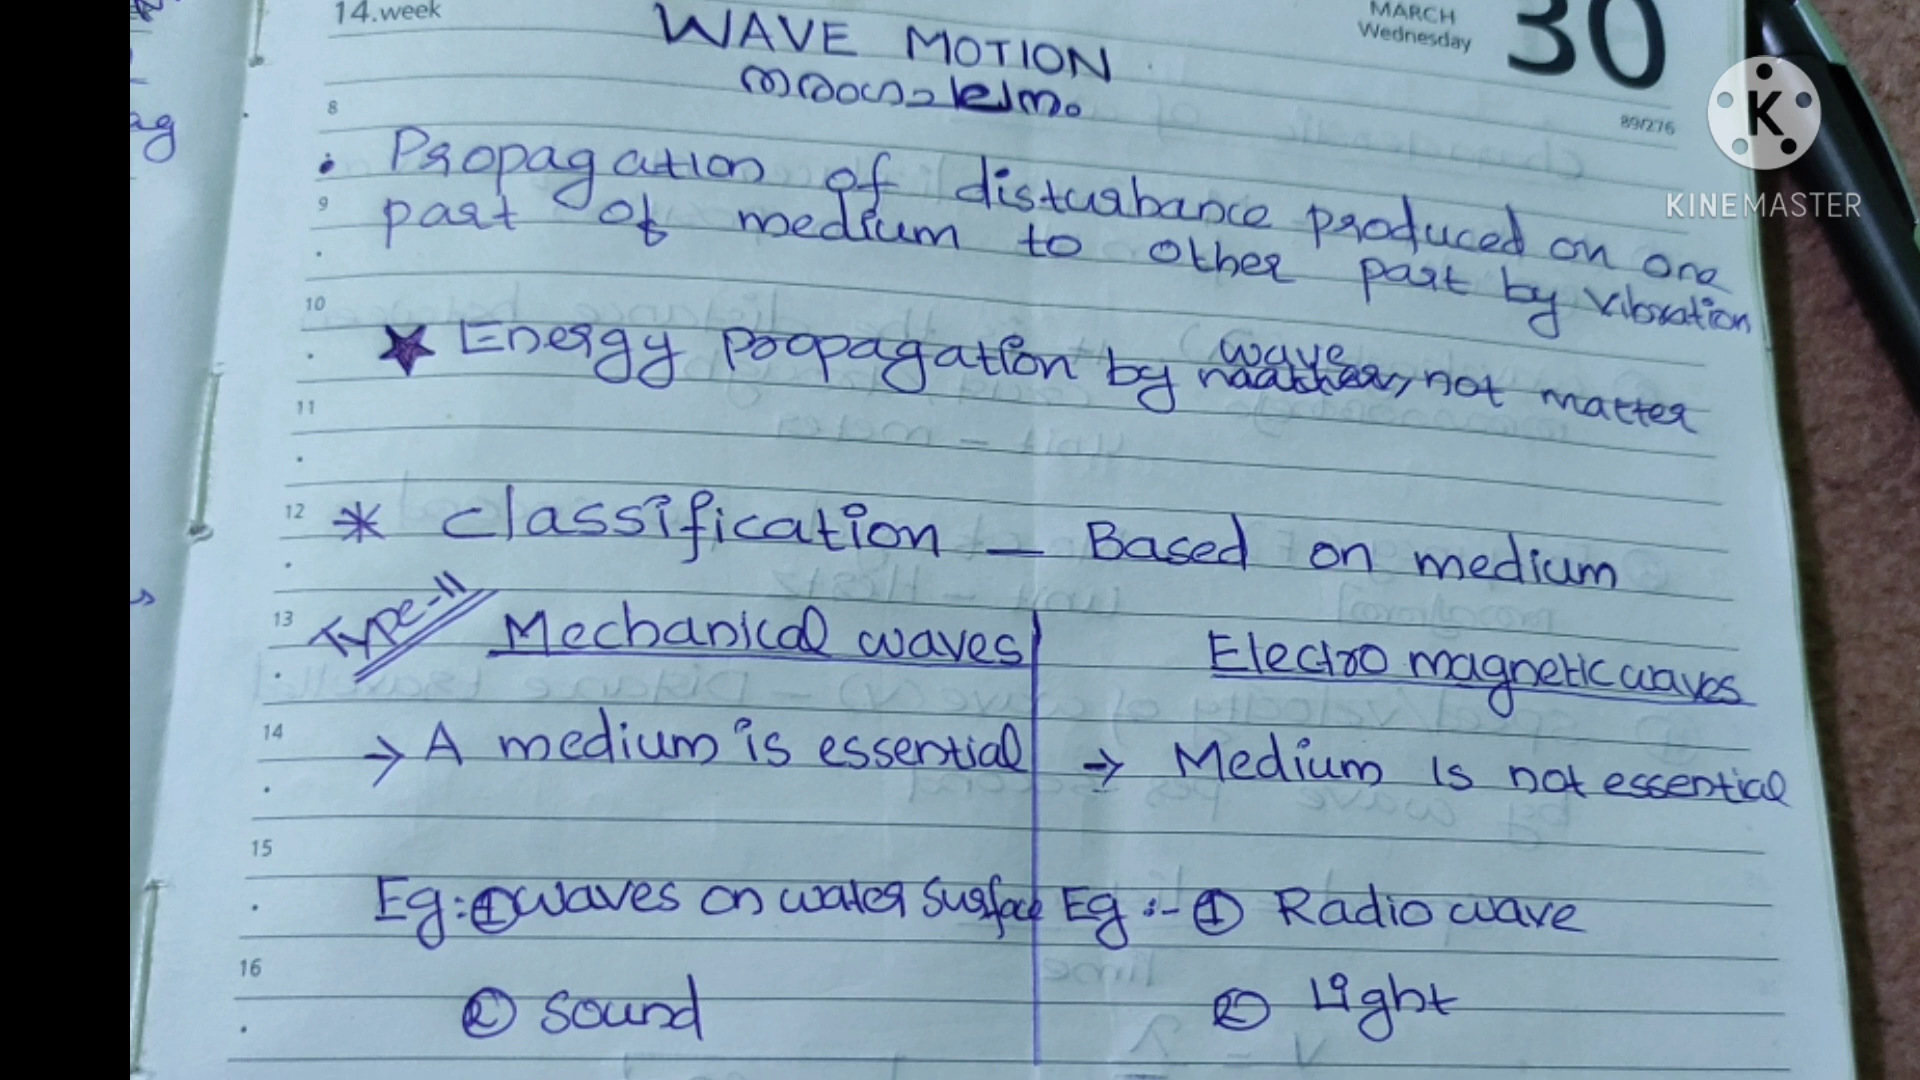 14.week
MARCH
Wednesday
30
89/276
WAVE MOTION
തരംഗചലനം
K
KINEMASTER
8
• Propagation of disturbance produced on one
9
part of medium to other part by vibration
10
★ Energy propagation by wave, not matter
11
12
* Classification - Based on medium
13
Type-II
Mechanical waves
Electro magnetic waves
14
→ A medium is essential
→ Medium is not essential
15
Eg: ① waves on water surface
Eg :- ① Radio wave
16
② Sound
② Light